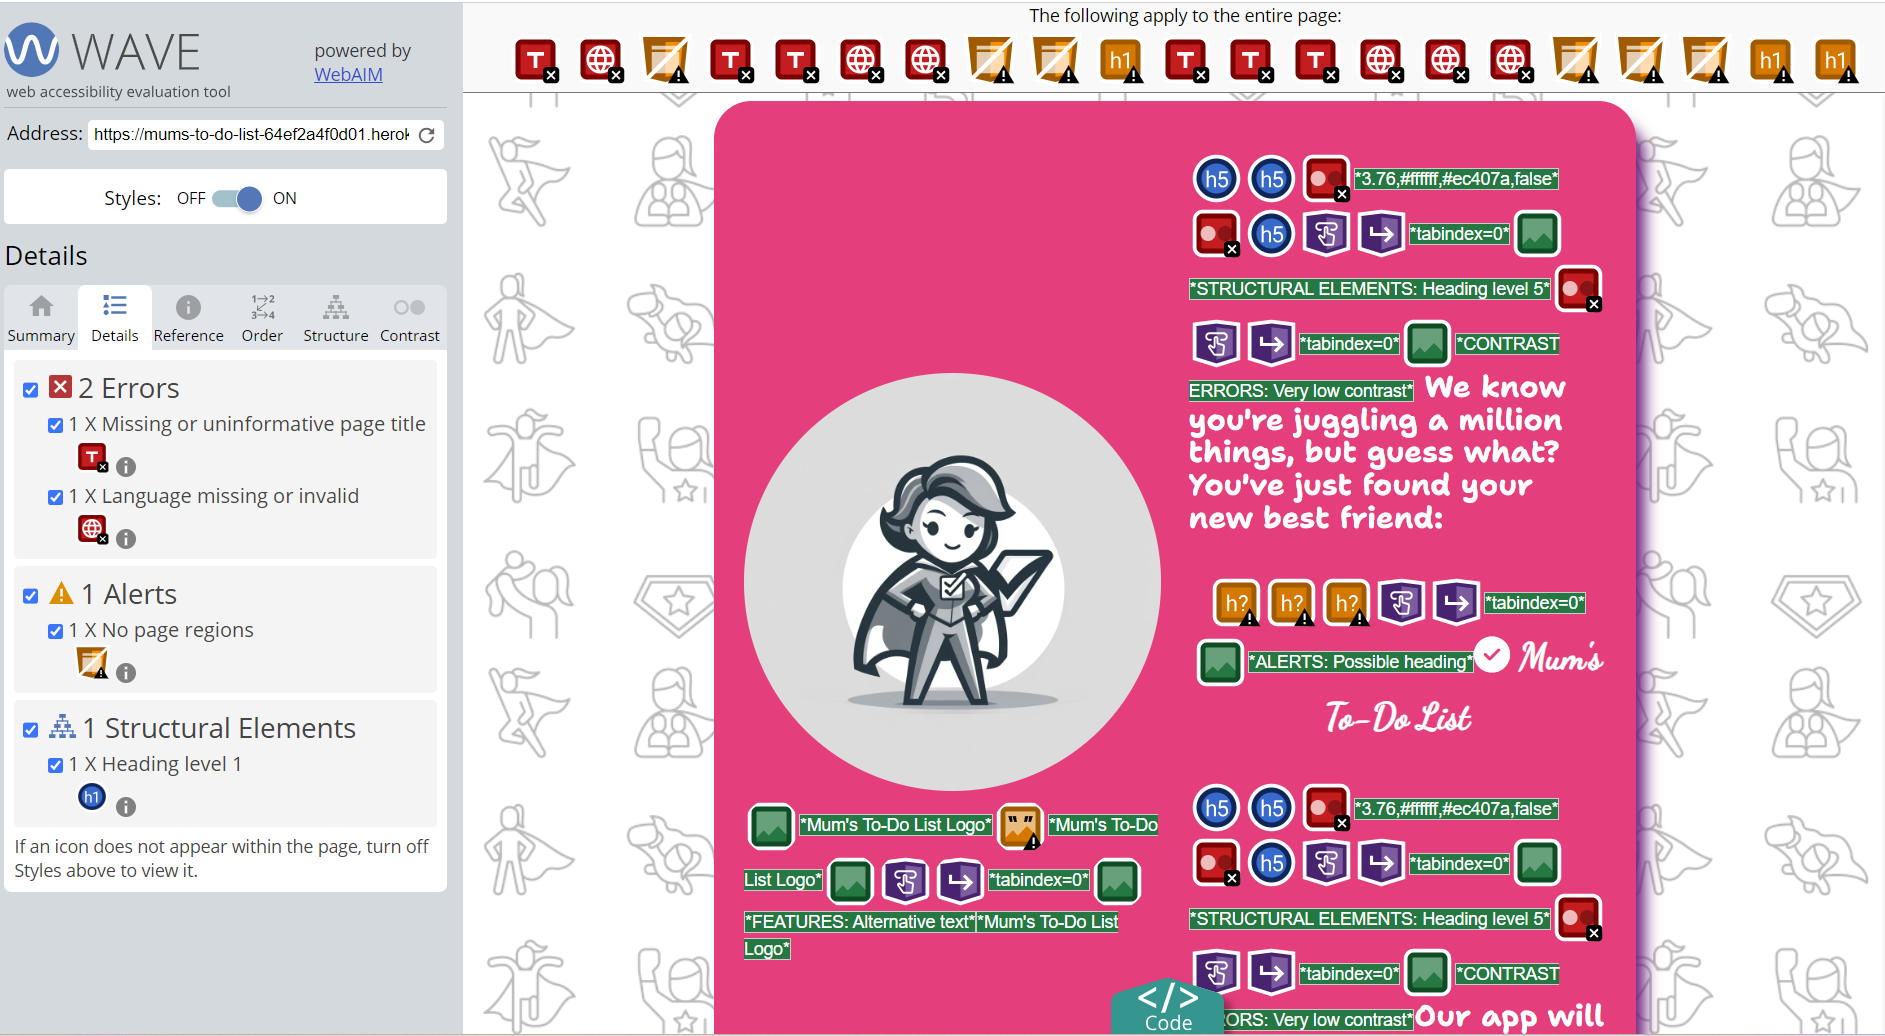 WAVE
powered by
WebAIM
web accessibility evaluation tool
Address: https://mums-to-do-list-64ef2a4f0d01.herok
Styles: OFF ON
Details
Summary Details Reference Order Structure Contrast
1→2
3→4
2 Errors
1 X Missing or uninformative page title
T
1 X Language missing or invalid
1 Alerts
1 X No page regions
1 Structural Elements
1 X Heading level 1
h1
If an icon does not appear within the page, turn off
Styles above to view it.
The following apply to the entire page:
T T T h1 T T T h1 h1
h5 h5 *3.76,#ffffff,#ec407a,false*
h5 *tabindex=0*
*STRUCTURAL ELEMENTS: Heading level 5*
*tabindex=0* *CONTRAST
ERRORS: Very low contrast* We know
you're juggling a million
things, but guess what?
You've just found your
new best friend:
h? h? h? *tabindex=0*
*ALERTS: Possible heading* Mum's
To-Do List
*Mum's To-Do List Logo* *Mum's To-Do
List Logo* *tabindex=0*
*FEATURES: Alternative text* *Mum's To-Do List
Logo*
h5 h5 *3.76,#ffffff,#ec407a,false*
h5 *tabindex=0*
*STRUCTURAL ELEMENTS: Heading level 5*
*tabindex=0* *CONTRAST
ORS: Very low contrast* Our app will
</>
Code